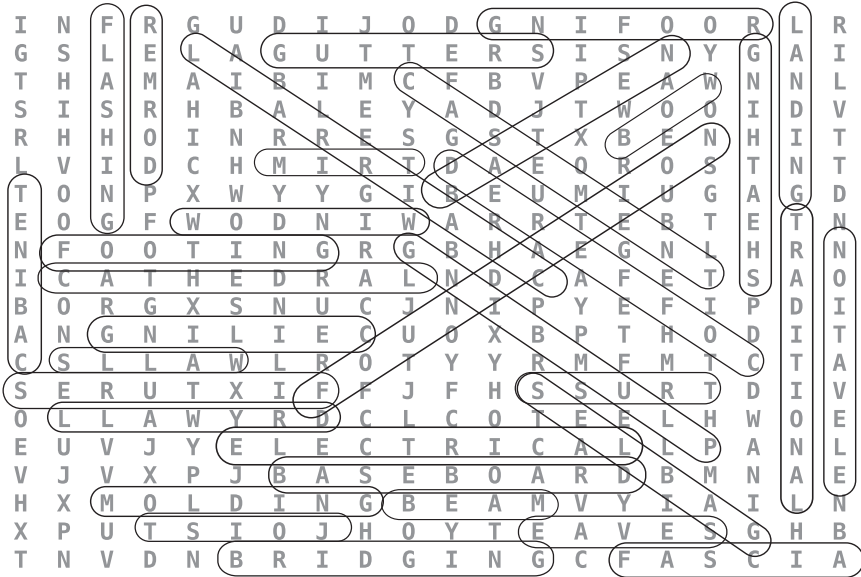 I N F R G U D I J O D G N I F O O R L R
G S L E L A G U T T E R S I S N Y G A I
T H A M A I B I M C F B V P E A W N N L
S I S R H B A L E Y A D J T W O O I D V
R H H O I N R R E S G S T X B E N H I T
L V I D C H M I R T D A E O R O S T N T
T O N P X W Y Y G I B E U M I U G A G D
E O G F W O D N I W A R R T E B T E T N
N F O O T I N G R G B H A E G N L H R N
I C A T H E D R A L N D C A F E T S A O
B O R G X S N U C J N I P Y E F I P D I
A N G N I L I E C U O X B P T H O D I T
C S L L A W L R O T Y Y R M F M T C T A
S E R U T X I F F J F H S S U R T D I V
O L L A W Y R D C L C O T E E L H W O E
E U V J Y E L E C T R I C A L L P A N L
V J V X P J B A S E B O A R D B M N A E
H X M O L D I N G B E A M V Y I A I L N
X P U T S I O J H O Y T E A V E S G H B
T N V D N B R I D G I N G C F A S C I A